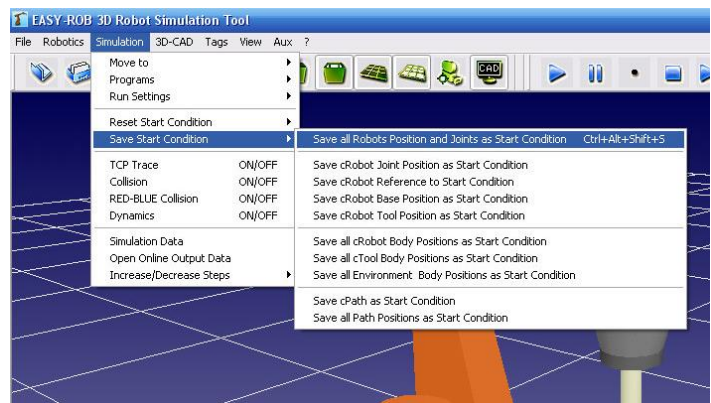 EASY-ROB 3D Robot Simulation Tool
File Robotics Simulation 3D-CAD Tags View Aux ?
CAD
Move to
Programs
Run Settings
Reset Start Condition
Save Start Condition
TCP Trace ON/OFF
Collision ON/OFF
RED-BLUE Collision ON/OFF
Dynamics ON/OFF
Simulation Data
Open Online Output Data
Increase/Decrease Steps
Save all Robots Position and Joints as Start Condition Ctrl+Alt+Shift+S
Save cRobot Joint Position as Start Condition
Save cRobot Reference to Start Condition
Save cRobot Base Position as Start Condition
Save cRobot Tool Position as Start Condition
Save all cRobot Body Positions as Start Condition
Save all cTool Body Positions as Start Condition
Save all Environment Body Positions as Start Condition
Save cPath as Start Condition
Save all Path Positions as Start Condition